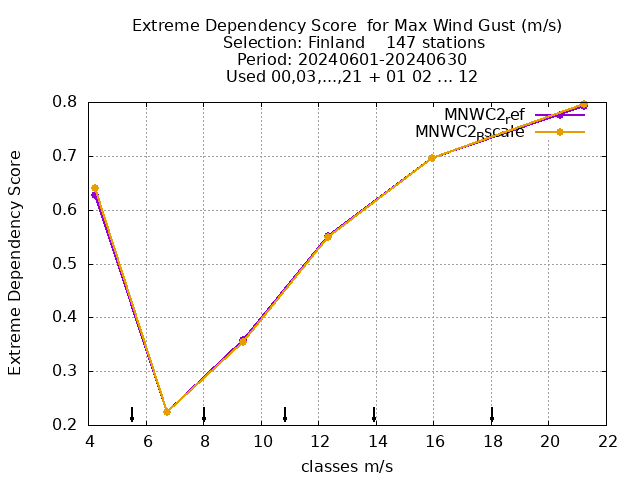 Extreme Dependency Score  for Max Wind Gust (m/s)
Selection: Finland    147 stations
Period: 20240601-20240630
Used 00,03,...,21 + 01 02 ... 12
MNWC2ref
MNWC2Bscale
Extreme Dependency Score
0.8
0.7
0.6
0.5
0.4
0.3
0.2
4 6 8 10 12 14 16 18 20 22
classes m/s